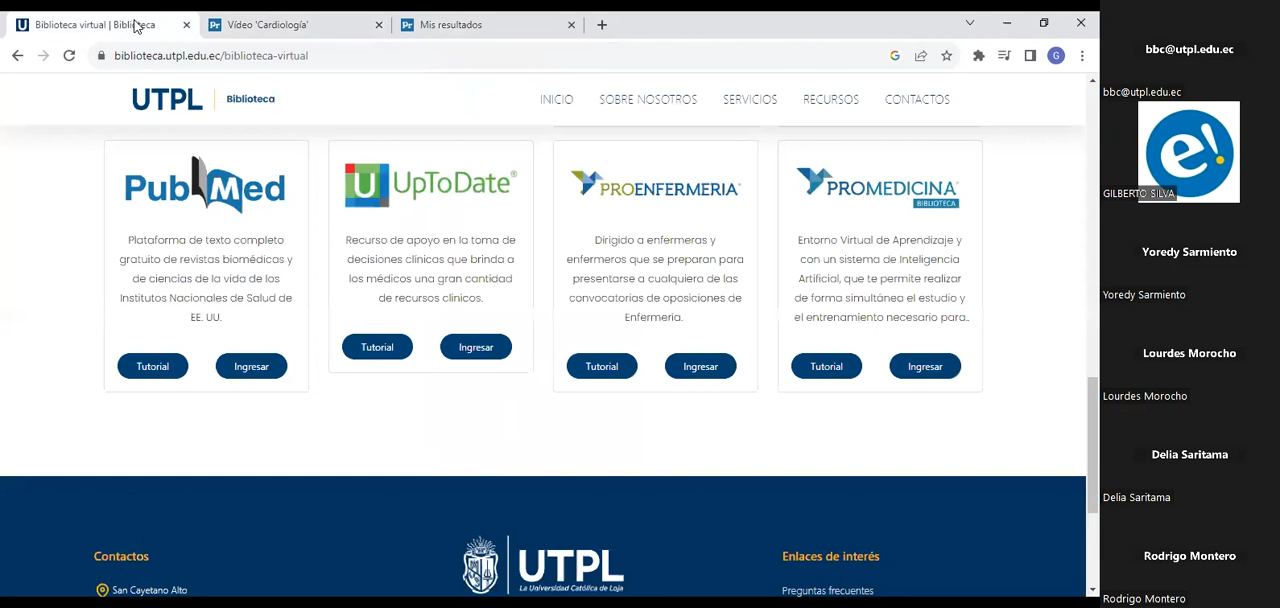 Biblioteca virtual | Biblioteca
Vídeo 'Cardiología'
Mis resultados
biblioteca.utpl.edu.ec/biblioteca-virtual
G
UTPL | Biblioteca
INICIO
SOBRE NOSOTROS
SERVICIOS
RECURSOS
CONTACTOS
PubMed
Plataforma de texto completo
gratuito de revistas biomédicas y
de ciencias de la vida de los
Institutos Nacionales de Salud de
EE. UU.
Tutorial
Ingresar
UpToDate®
Recurso de apoyo en la toma de
decisiones clínicas que brinda a
los médicos una gran cantidad
de recursos clínicos.
Tutorial
Ingresar
PROENFERMERIA®
Dirigido a enfermeras y
enfermeros que se preparan para
presentarse a cualquiera de las
convocatorias de oposiciones de
Enfermería.
Tutorial
Ingresar
PROMEDICINA®
BIBLIOTECA
Entorno Virtual de Aprendizaje y
con un sistema de Inteligencia
Artificial, que te permite realizar
de forma simultánea el estudio y
el entrenamiento necesario para..
Tutorial
Ingresar
Contactos
San Cayetano Alto
UTPL
La Universidad Católica de Loja
Enlaces de interés
Preguntas frecuentes
bbc@utpl.edu.ec
bbc@utpl.edu.ec
e!
GILBERTO SILVA
Yoredy Sarmiento
Yoredy Sarmiento
Lourdes Morocho
Lourdes Morocho
Delia Saritama
Delia Saritama
Rodrigo Montero
Rodrigo Montero